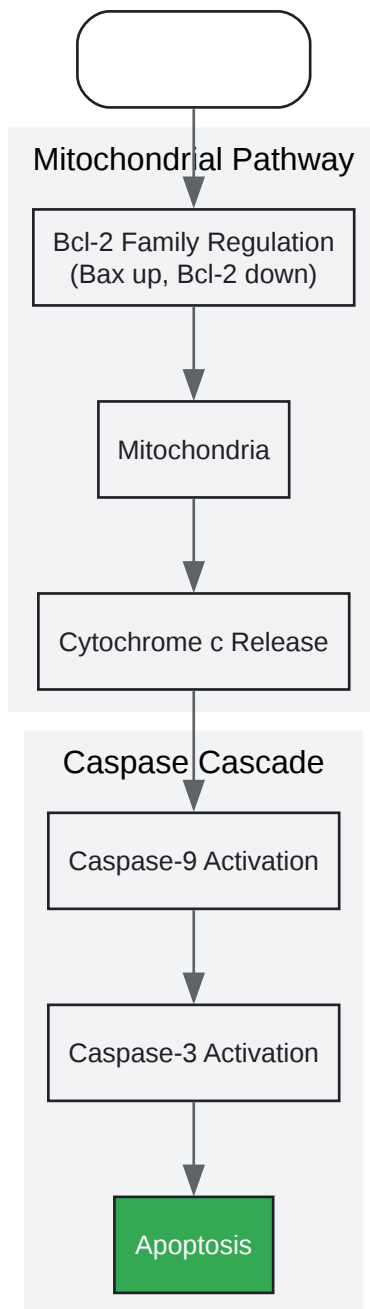 Mitochondrial Pathway
Bcl-2 Family Regulation
(Bax up, Bcl-2 down)
Mitochondria
Cytochrome c Release
Caspase Cascade
Caspase-9 Activation
Caspase-3 Activation
Apoptosis